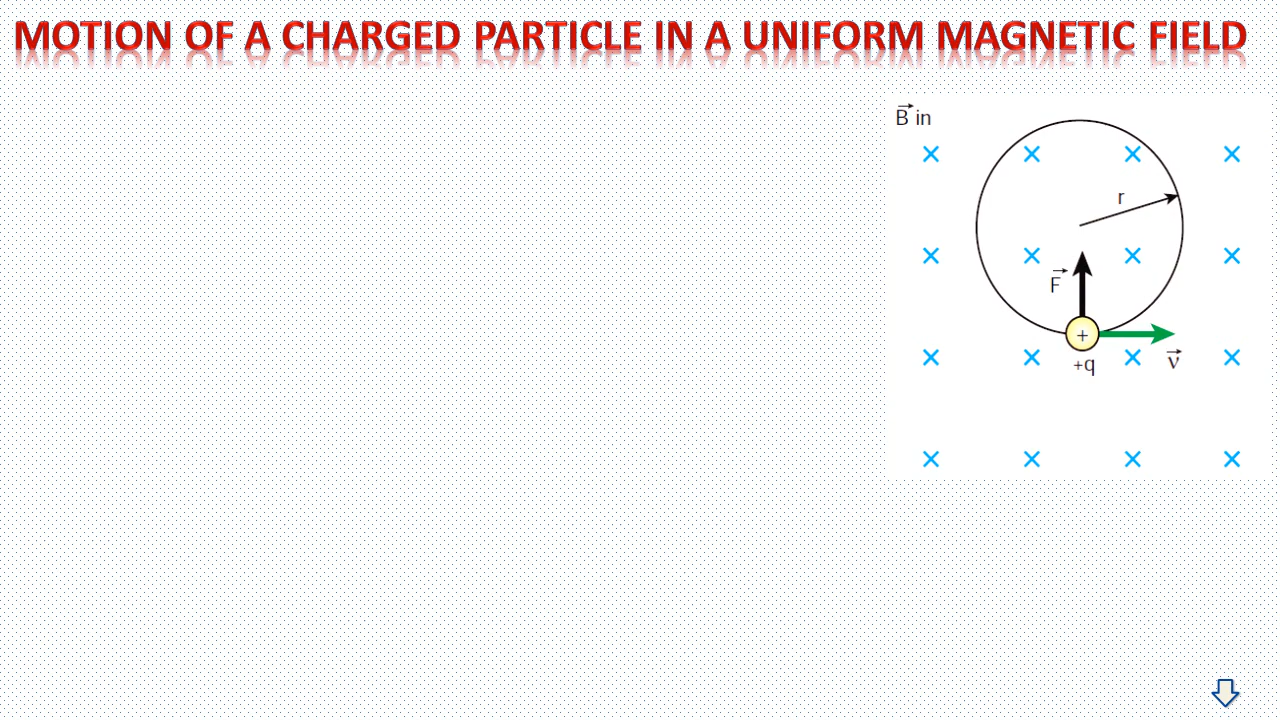 MOTION OF A CHARGED PARTICLE IN A UNIFORM MAGNETIC FIELD
B⃗ in
r
F⃗
+
+q
v⃗